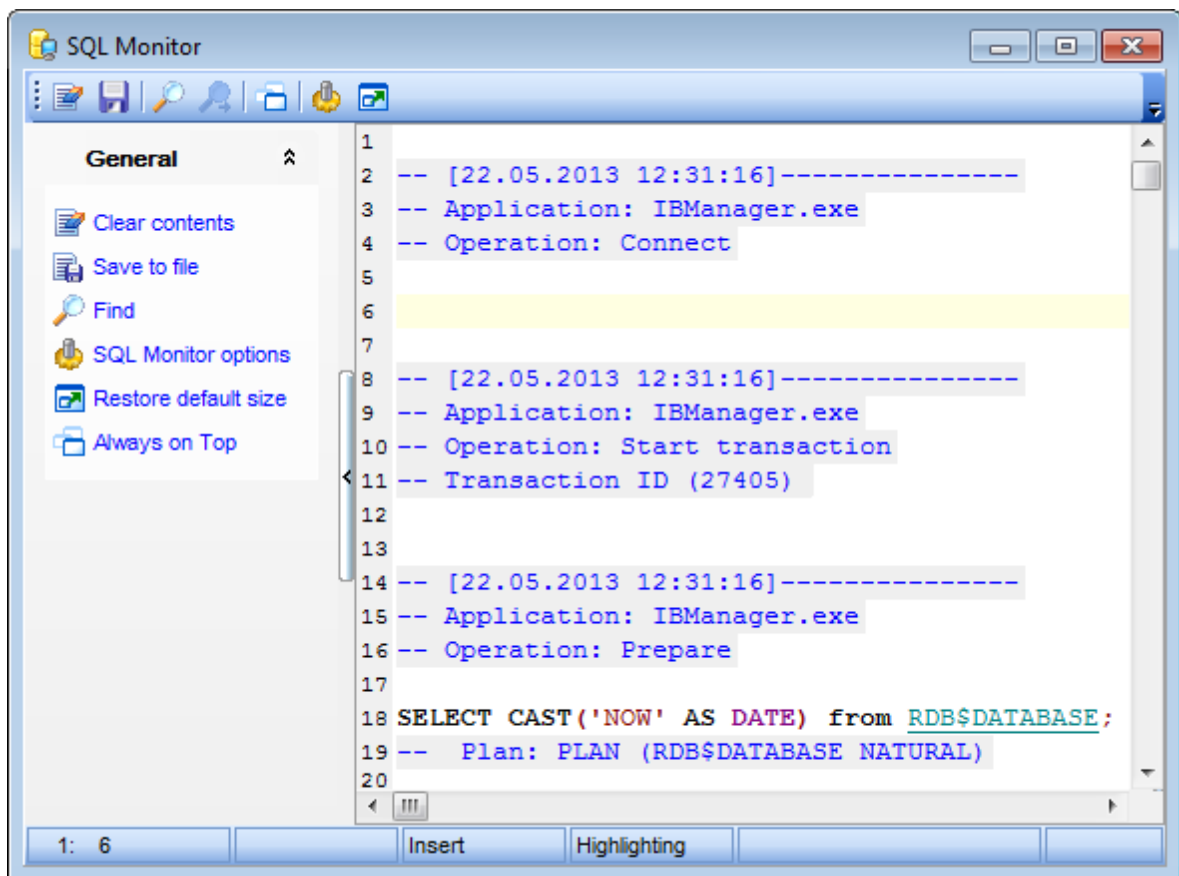 SQL Monitor
General
Clear contents
Save to file
Find
SQL Monitor options
Restore default size
Always on Top
1
2 -- [22.05.2013 12:31:16]---------------
3 -- Application: IBManager.exe
4 -- Operation: Connect
5
6
7
8 -- [22.05.2013 12:31:16]---------------
9 -- Application: IBManager.exe
10 -- Operation: Start transaction
11 -- Transaction ID (27405)
12
13
14 -- [22.05.2013 12:31:16]---------------
15 -- Application: IBManager.exe
16 -- Operation: Prepare
17
18 SELECT CAST('NOW' AS DATE) from RDB$DATABASE;
19 --  Plan: PLAN (RDB$DATABASE NATURAL)
20
1: 6 Insert Highlighting